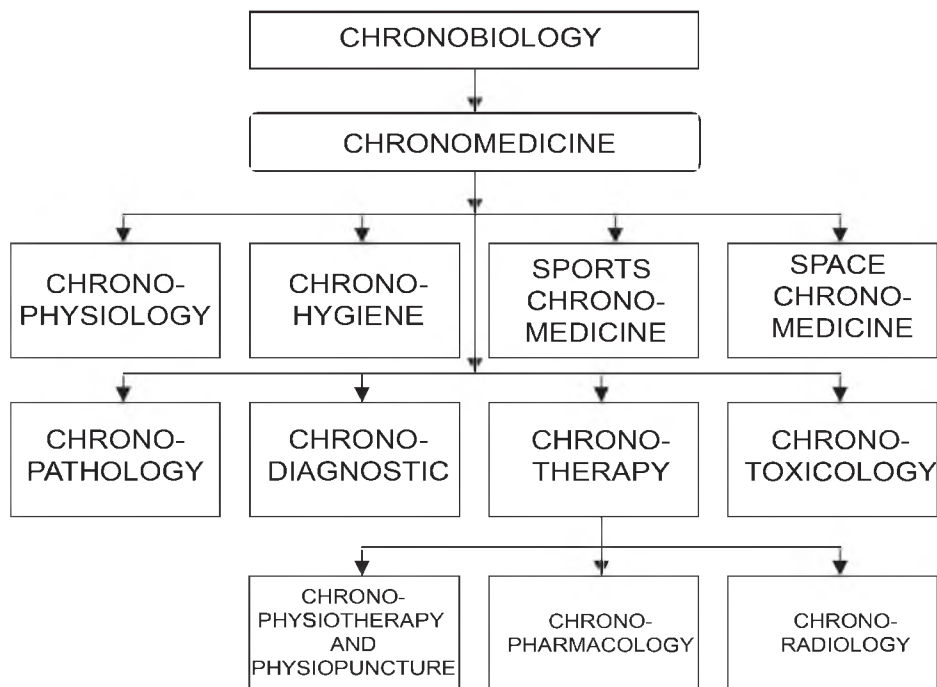 CHRONOBIOLOGY
CHRONOMEDICINE
CHRONO-
PHYSIOLOGY
CHRONO-
HYGIENE
SPORTS
CHRONO-
MEDICINE
SPACE
CHRONO-
MEDICINE
CHRONO-
PATHOLOGY
CHRONO-
DIAGNOSTIC
CHRONO-
THERAPY
CHRONO-
TOXICOLOGY
CHRONO-
PHYSIOTHERAPY
AND
PHYSIOPUNCTURE
CHRONO-
PHARMACOLOGY
CHRONO-
RADIOLOGY